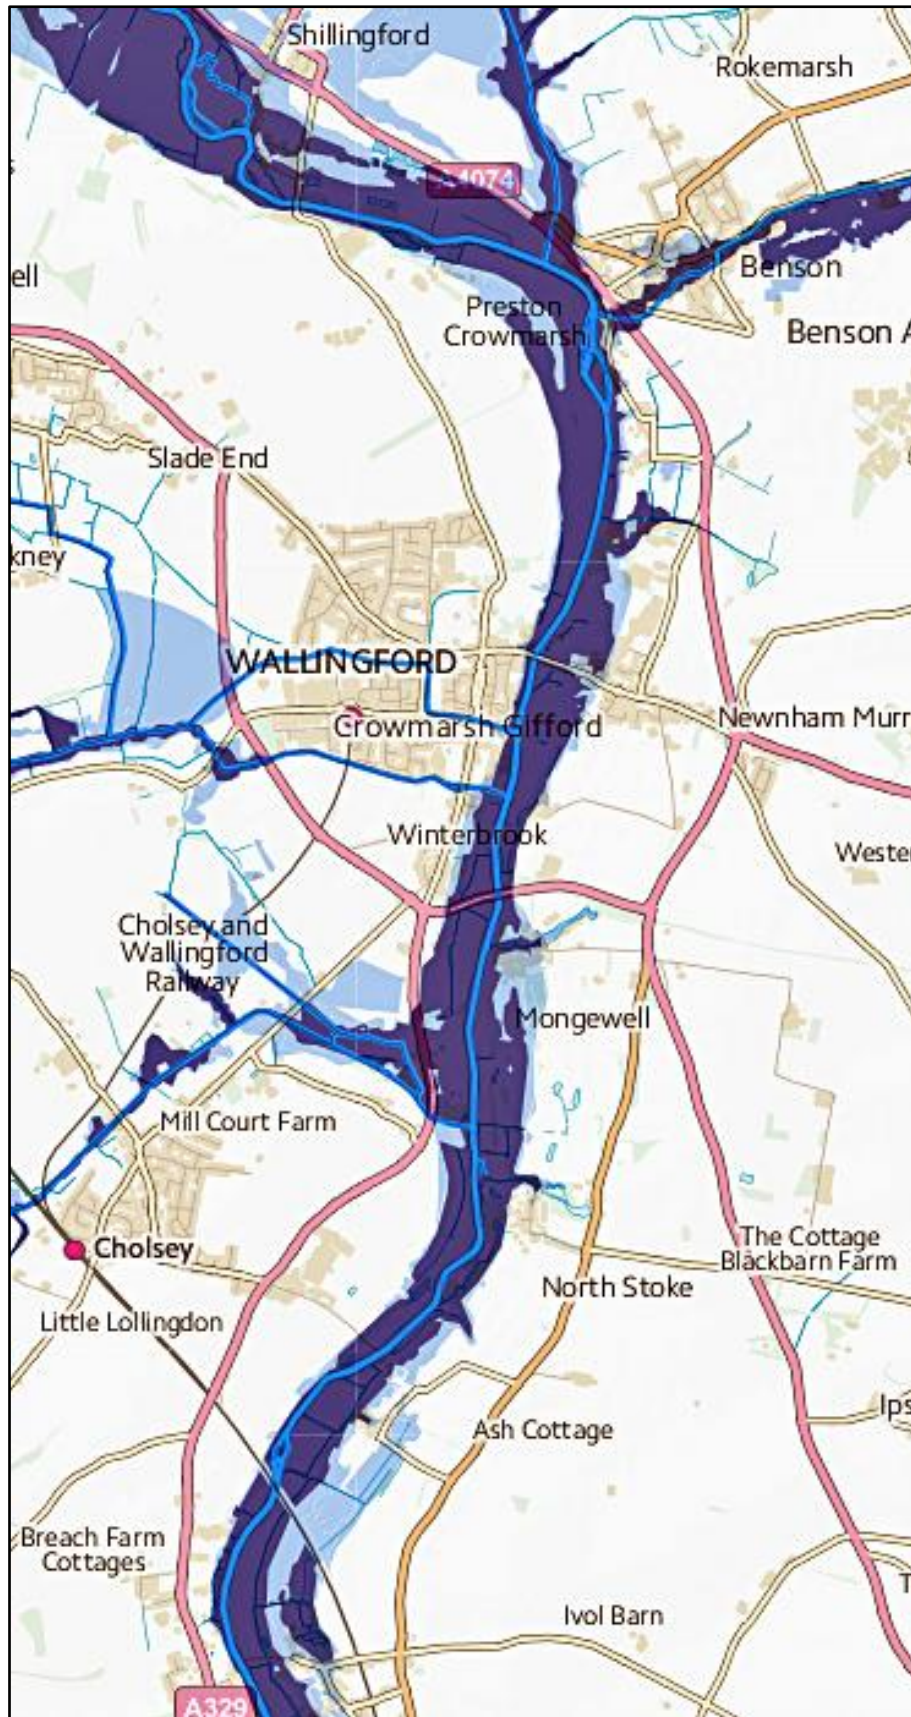 Shillingford
Rokemarsh
A4074
ell
Benson
Preston
Crowmarsh
Benson A
Slade End
kney
WALLINGFORD
Crowmarsh Gifford
Newnham Murr
Winterbrook
Weste
Cholsey and
Wallingford
Railway
Mongewell
Mill Court Farm
The Cottage
Blackbarn Farm
Cholsey
North Stoke
Little Lollingdon
Ips
Ash Cottage
Breach Farm
Cottages
T
Ivol Barn
A329